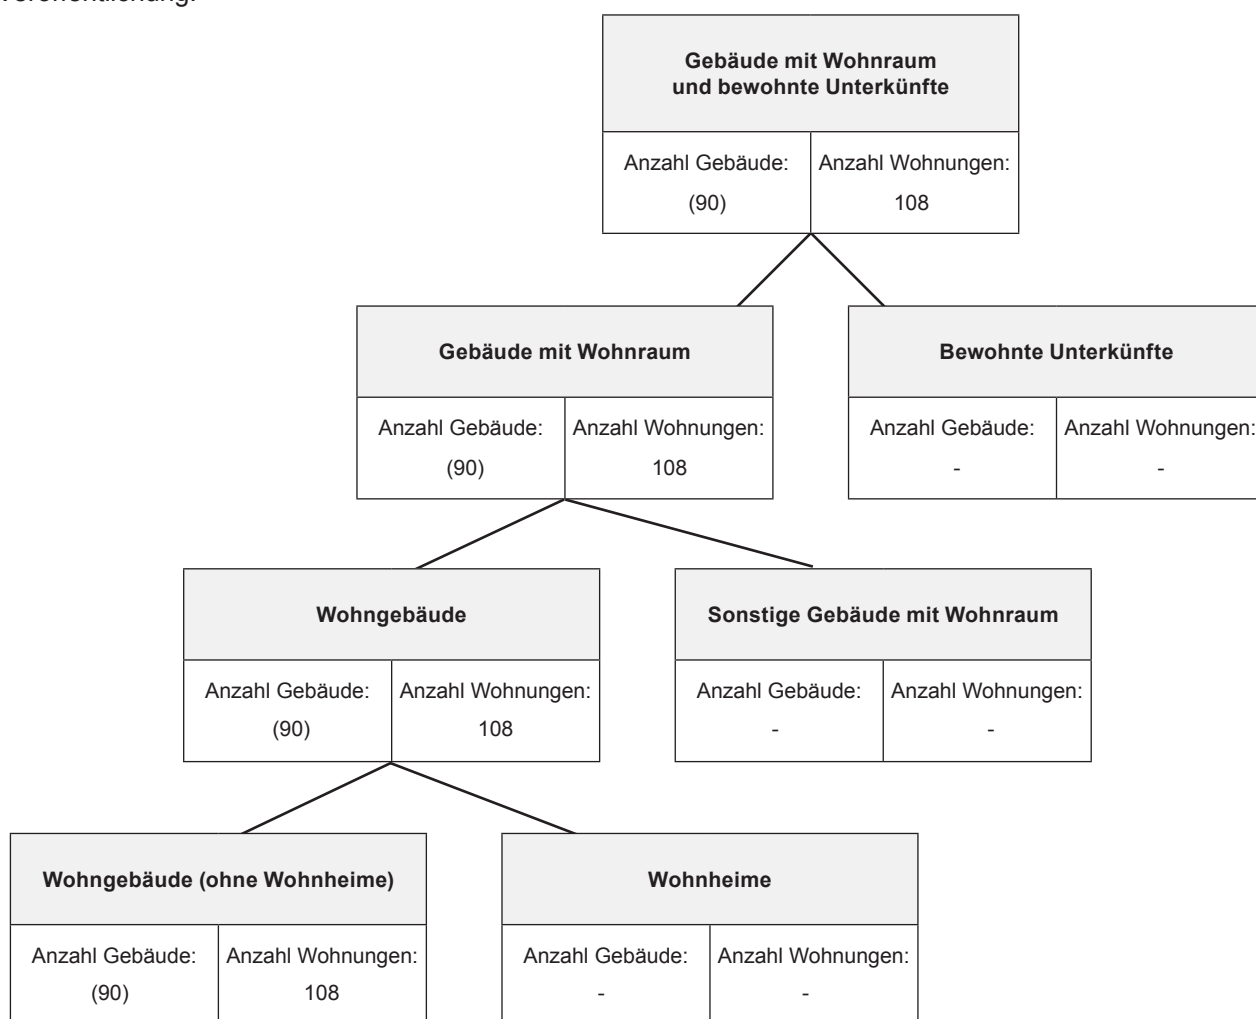 Veröffentlichung.
Gebäude mit Wohnraum
und bewohnte Unterkünfte
Anzahl Gebäude:
Anzahl Wohnungen:
(90)
108
Gebäude mit Wohnraum
Bewohnte Unterkünfte
Anzahl Gebäude:
Anzahl Wohnungen:
Anzahl Gebäude:
Anzahl Wohnungen:
(90)
108
-
-
Wohngebäude
Sonstige Gebäude mit Wohnraum
Anzahl Gebäude:
Anzahl Wohnungen:
Anzahl Gebäude:
Anzahl Wohnungen:
(90)
108
-
-
Wohngebäude (ohne Wohnheime)
Wohnheime
Anzahl Gebäude:
Anzahl Wohnungen:
Anzahl Gebäude:
Anzahl Wohnungen:
(90)
108
-
-